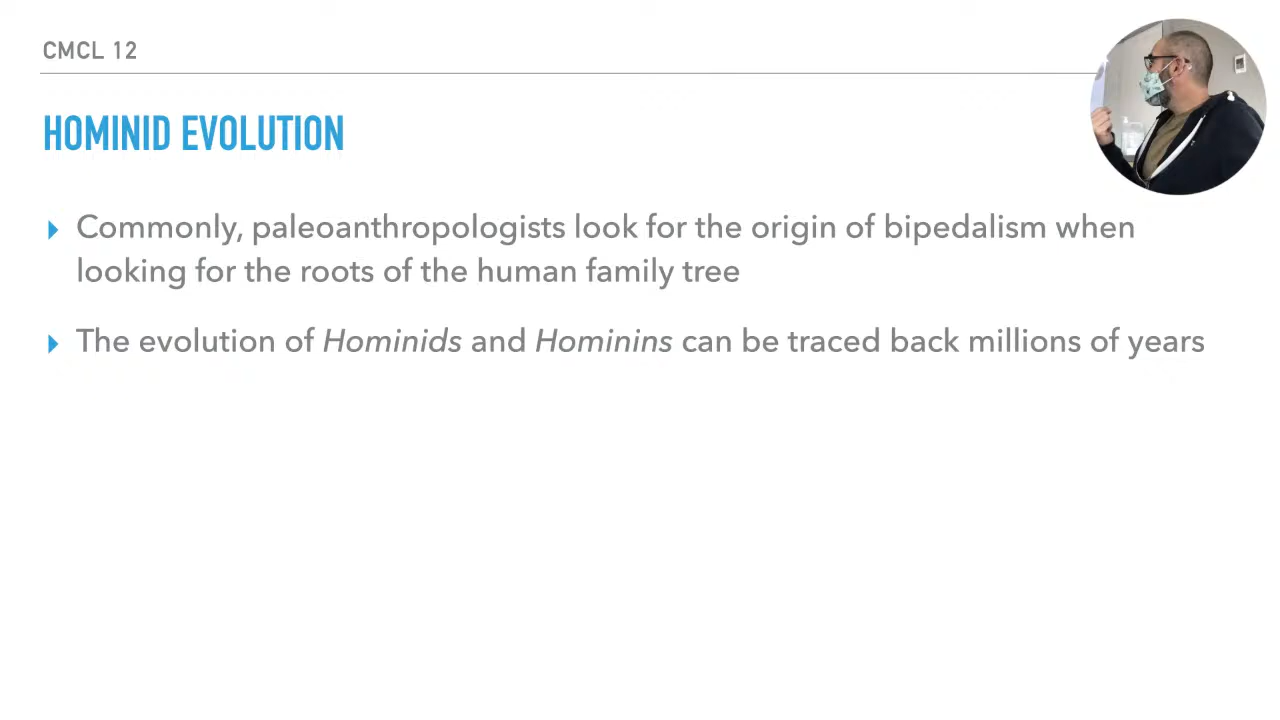 CMCL 12
HOMINID EVOLUTION
Commonly, paleoanthropologists look for the origin of bipedalism when
looking for the roots of the human family tree
The evolution of Hominids and Hominins can be traced back millions of years